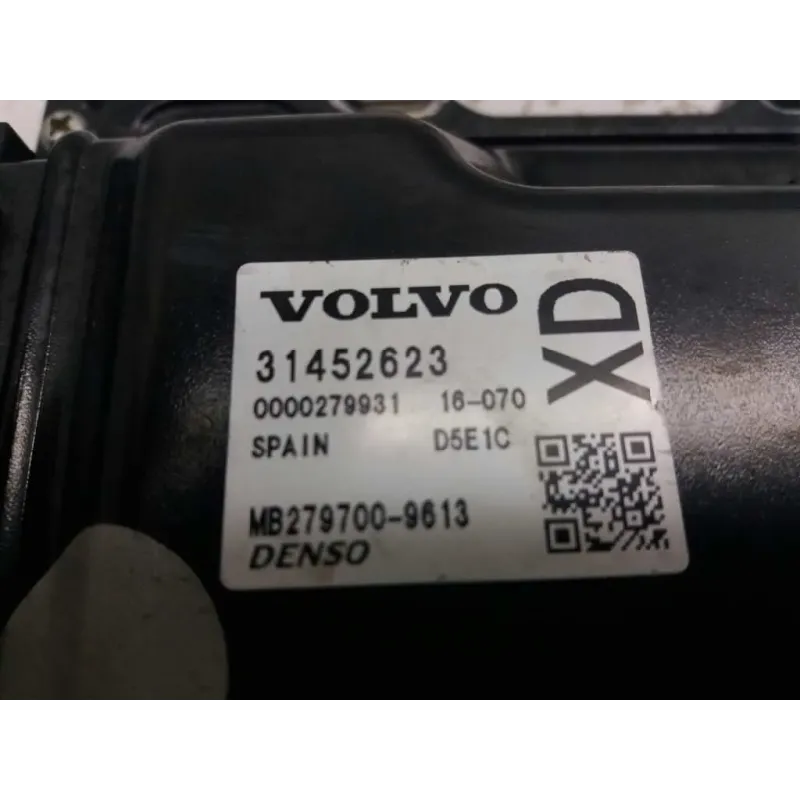 VOLVO
XD
31452623
0000279931 16-070
SPAIN D5E1C
MB279700-9613
DENSO